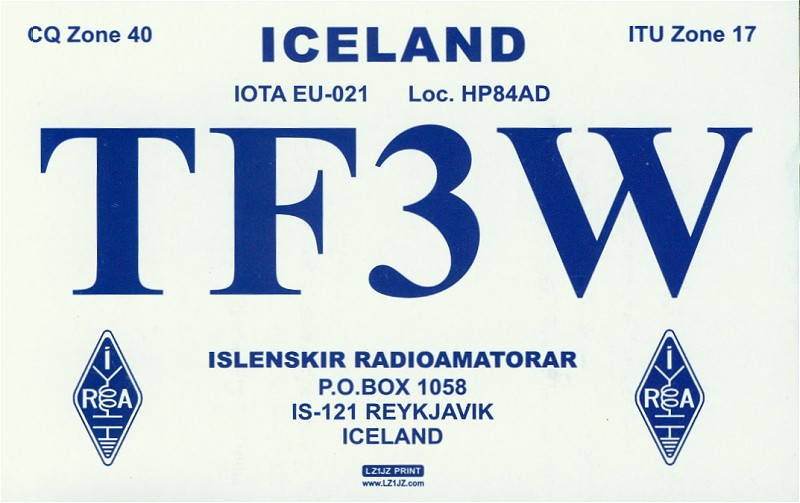 CQ Zone 40 ICELAND ITU Zone 17
IOTA EU-021 Loc. HP84AD
TF3W
ISLENSKIR RADIOAMATORAR
P.O.BOX 1058
IS-121 REYKJAVIK
ICELAND
i
R A
i
R A
LZ1JZ PRINT
www.LZ1JZ.com